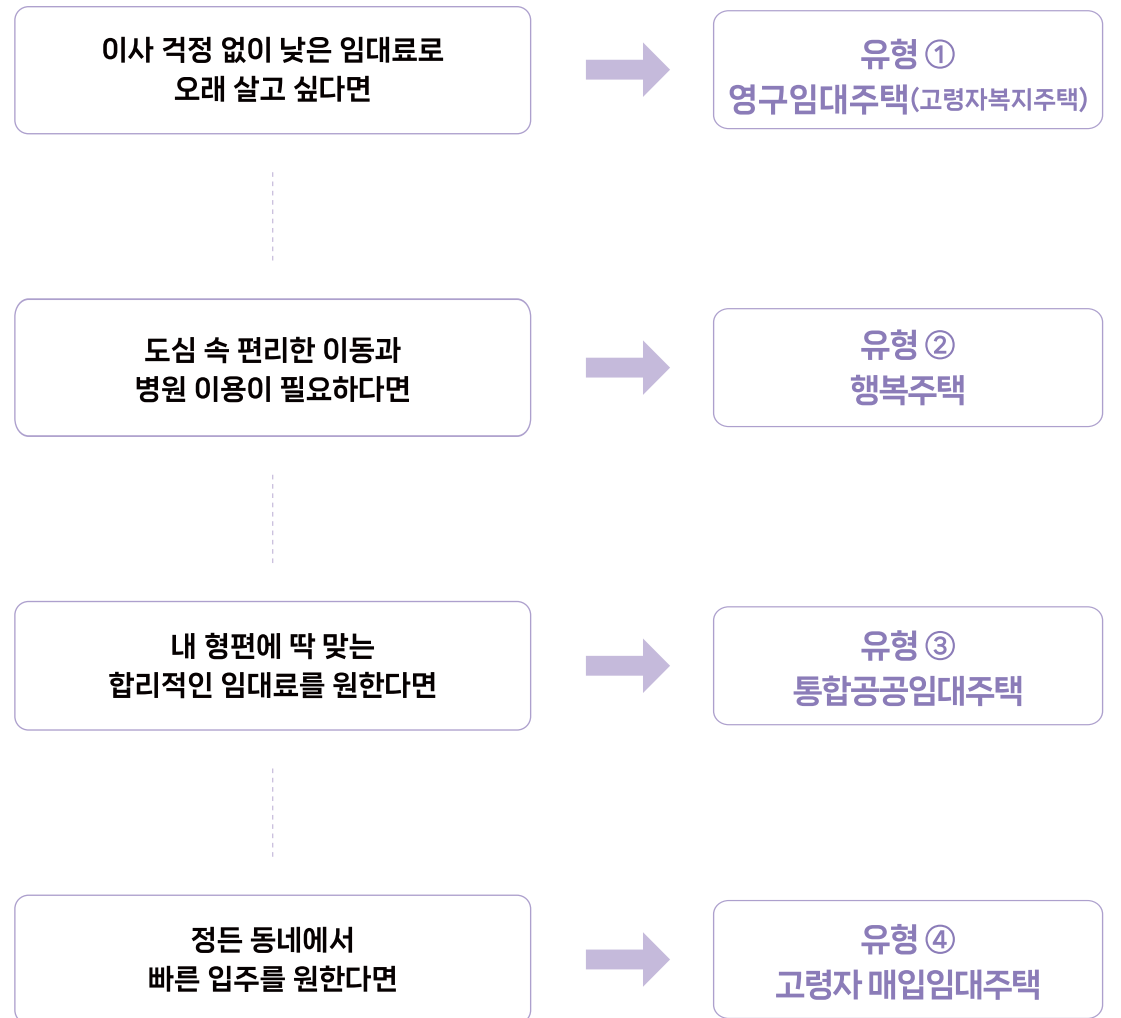 이사 걱정 없이 낮은 임대료로
오래 살고 싶다면
유형 ①
영구임대주택(고령자복지주택)
도심 속 편리한 이동과
병원 이용이 필요하다면
유형 ②
행복주택
내 형편에 딱 맞는
합리적인 임대료를 원한다면
유형 ③
통합공공임대주택
정든 동네에서
빠른 입주를 원한다면
유형 ④
고령자 매입임대주택